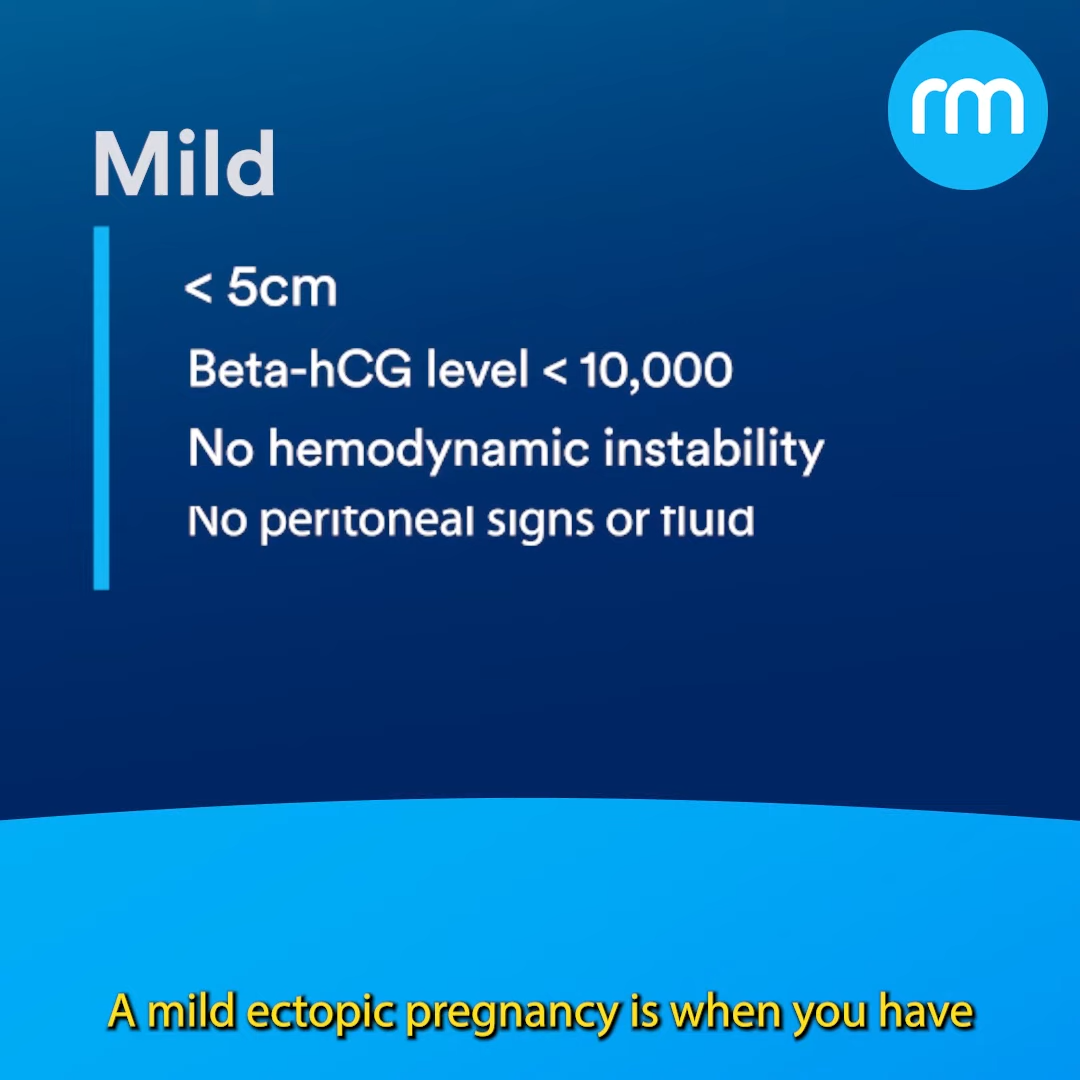 rm
Mild
< 5cm
Beta-hCG level < 10,000
No hemodynamic instability
No peritoneal signs or fluid
A mild ectopic pregnancy is when you have